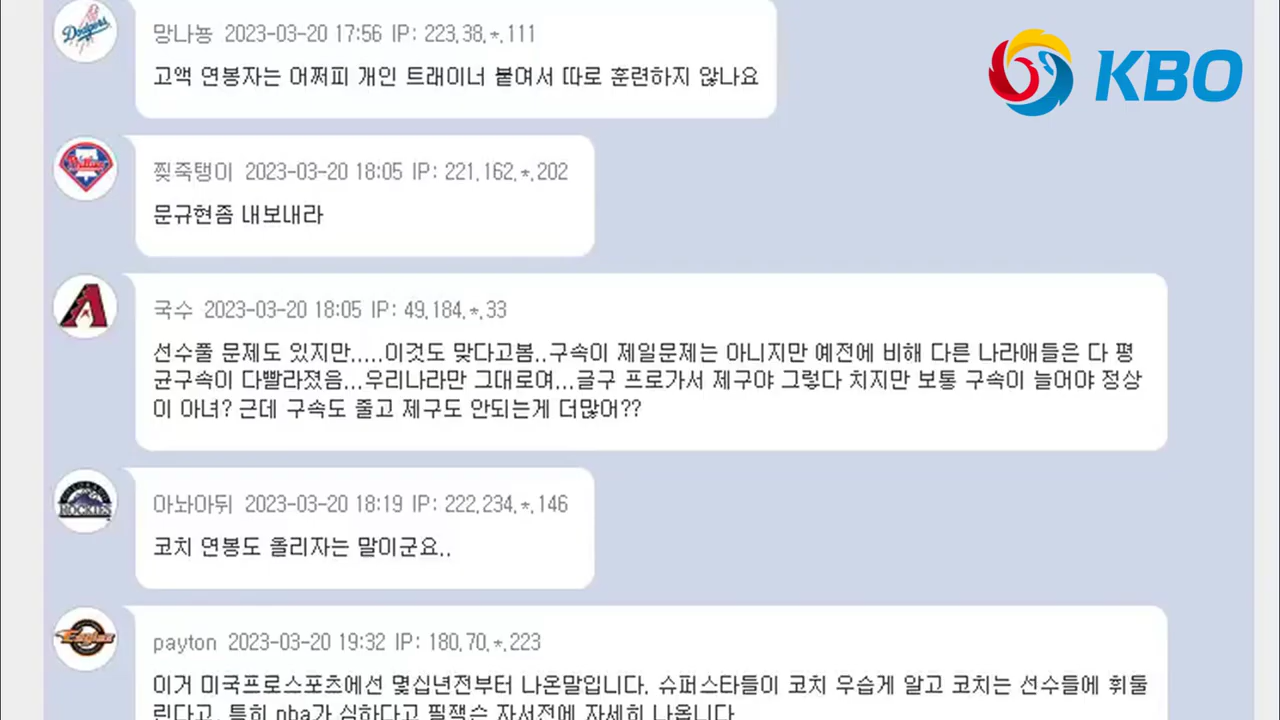 Dodgers
KBO
망나뇽 2023-03-20 17:56 IP: 223.38.*.111
고액 연봉자는 어쩌피 개인 트래이너 붙여서 따로 훈련하지 않나요
Phillies
찢죽탱이 2023-03-20 18:05 IP: 221.162.*.202
문규현좀 내보내라
국수 2023-03-20 18:05 IP: 49.184.*.33
선수풀 문제도 있지만.....이것도 맞다고봄..구속이 제일문제는 아니지만 예전에 비해 다른 나라애들은 다 평
균구속이 다빨라졌음...우리나라만 그대로여...글구 프로가서 제구야 그렇다 치지만 보통 구속이 늘어야 정상
이 아녀? 근데 구속도 줄고 제구도 안되는게 더많어??
COLORADO
ROCKIES
아놔아뒤 2023-03-20 18:19 IP: 222.234.*.146
코치 연봉도 올리자는 말이군요..
Eagles
payton 2023-03-20 19:32 IP: 180.70.*.223
이거 미국프로스포츠에선 몇십년전부터 나온말입니다. 슈퍼스타들이 코치 우습게 알고 코치는 선수들에 휘둘
린다고. 특히 nba가 심하다고 필잭슨 자서전에 자세히 나옵니다